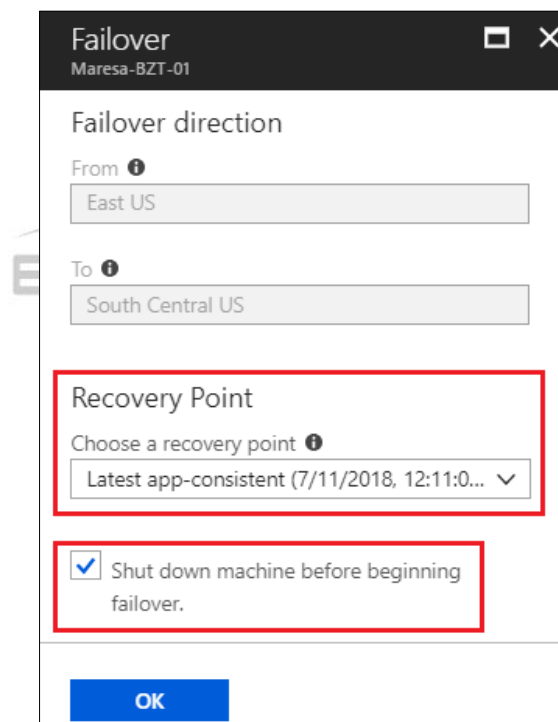 Failover
Maresa-BZT-01
Failover direction
From
East US
To
South Central US
Recovery Point
Choose a recovery point
Latest app-consistent (7/11/2018, 12:11:0...
Shut down machine before beginning
failover.
OK